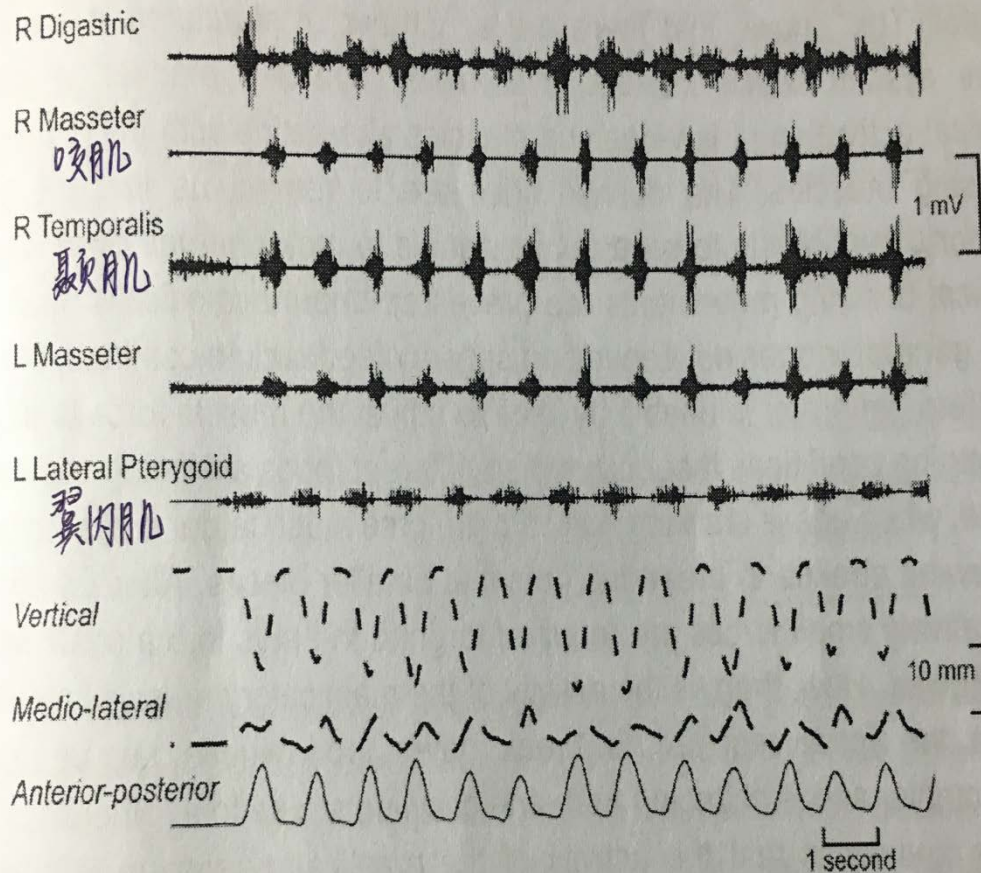 R Digastric
R Masseter
咬肌
R Temporalis
颞肌
1 mV
L Masseter
L Lateral Pterygoid
翼内肌
Vertical
10 mm
Medio-lateral
Anterior-posterior
1 second